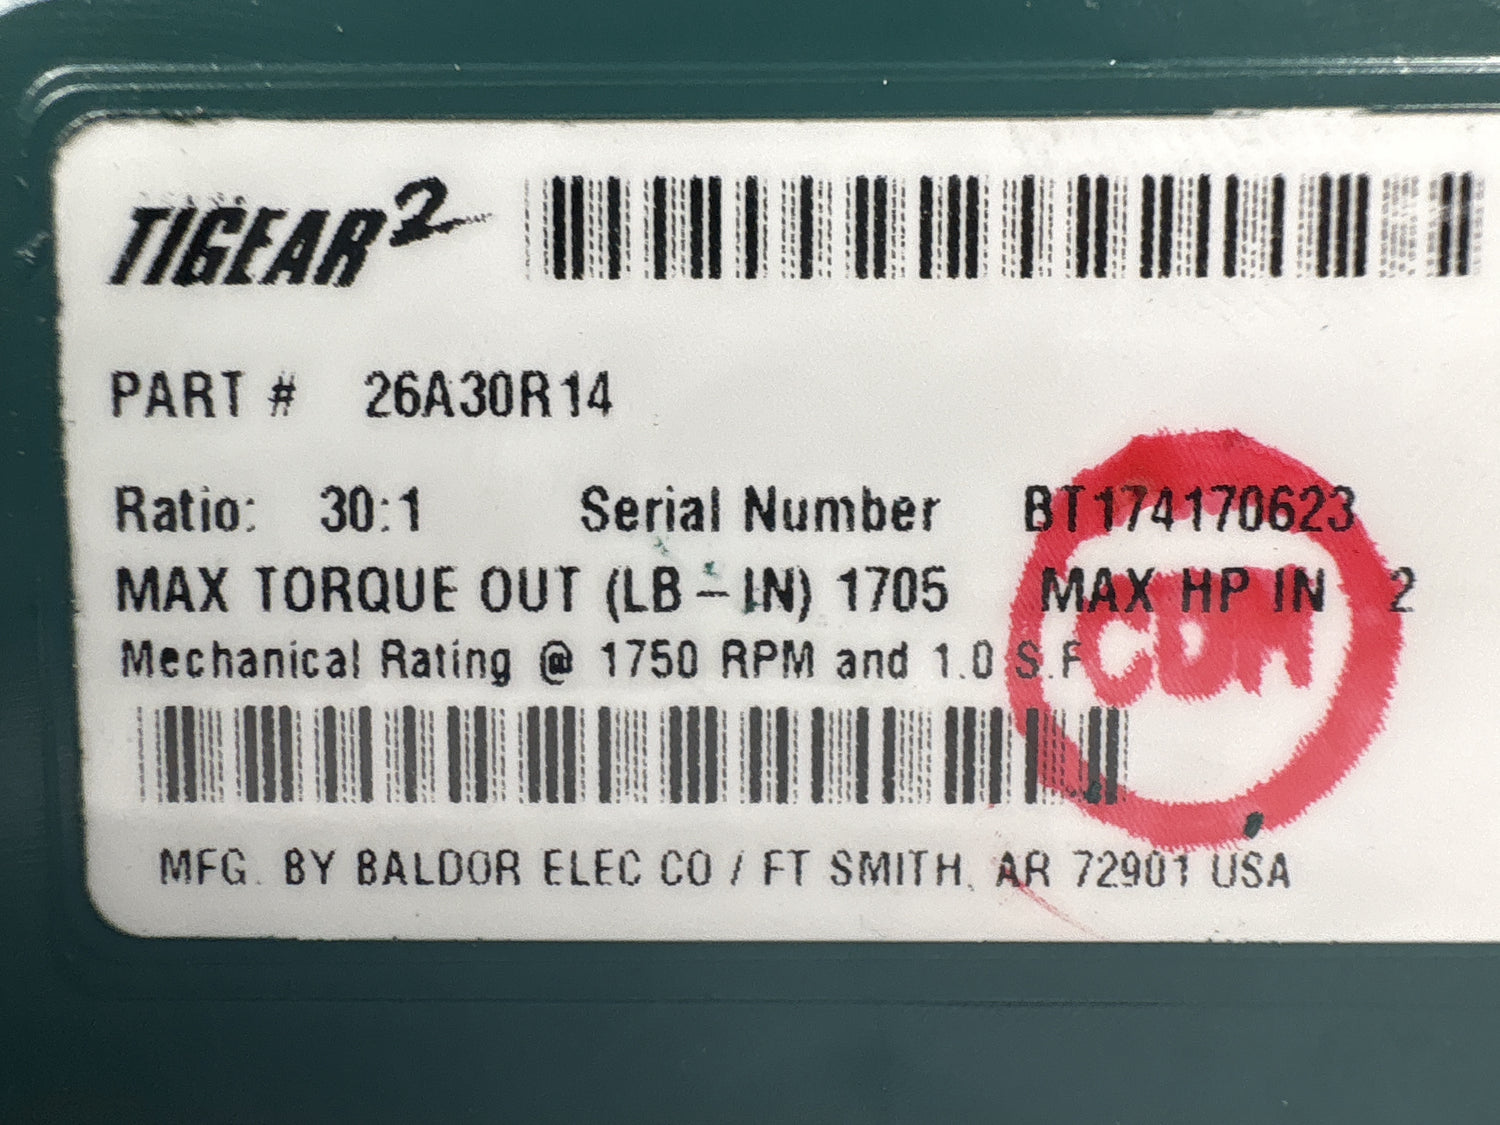 TIGEAR2
PART # 26A30R14
Ratio: 30:1 Serial Number BT174170623
MAX TORQUE OUT (LB - IN) 1705 MAX HP IN 2
Mechanical Rating @ 1750 RPM and 1.0 S.F
CDM
MFG. BY BALDOR ELEC CO / FT SMITH, AR 72901 USA